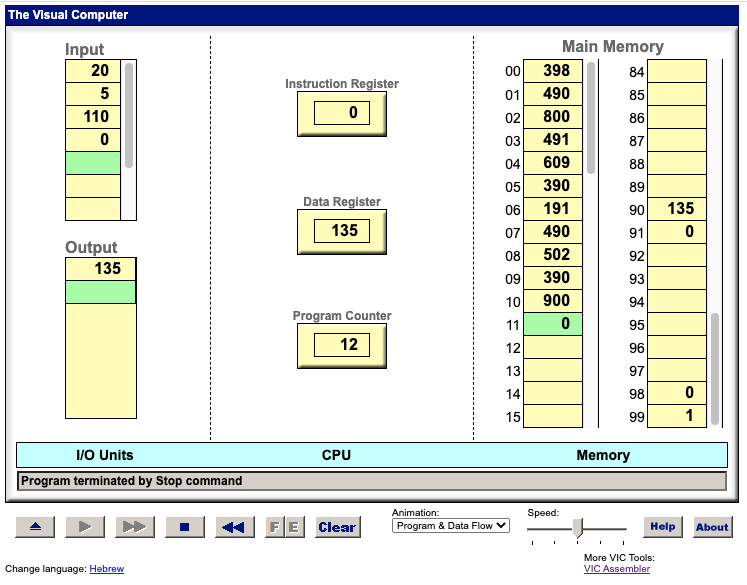 The Visual Computer
Input
20
5
110
0
Output
135
Instruction Register
0
Data Register
135
Program Counter
12
Main Memory
00 398
01 490
02 800
03 491
04 609
05 390
06 191
07 490
08 502
09 390
10 900
11 0
12
13
14
15
84
85
86
87
88
89
90 135
91 0
92
93
94
95
96
97
98 0
99 1
I/O Units CPU Memory
Program terminated by Stop command
F E Clear
Animation:
Program & Data Flow
Speed:
Help About
More VIC Tools:
VIC Assembler
Change language: Hebrew